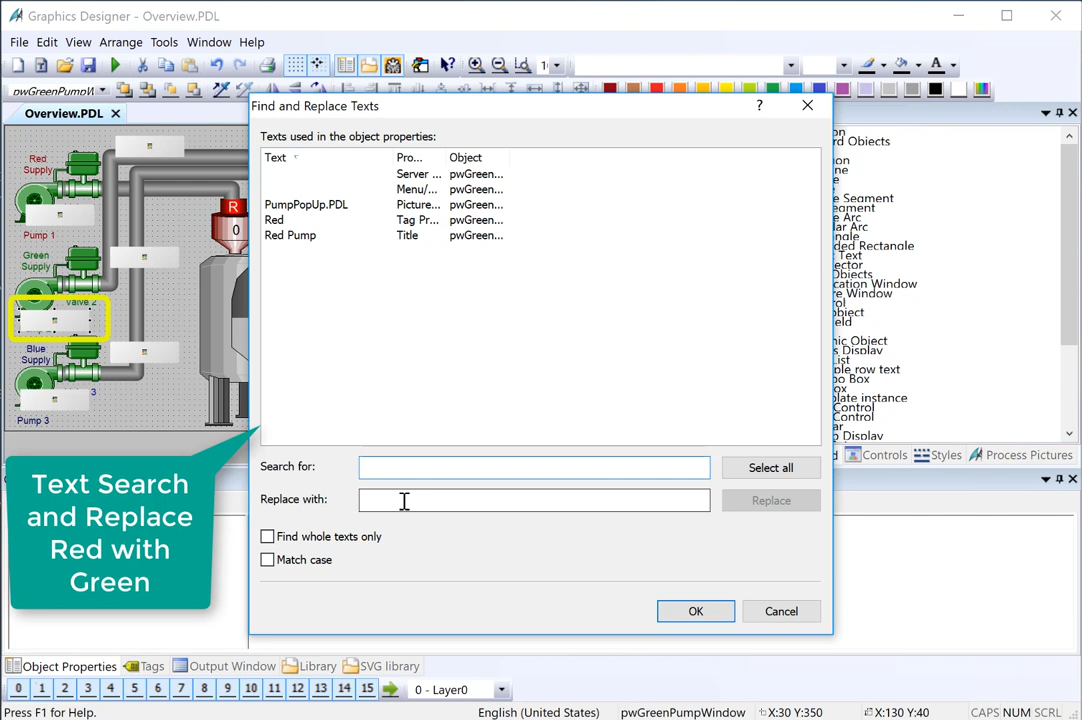 Graphics Designer - Overview.PDL
File Edit View Arrange Tools Window Help
pwGreenPumpW
Overview.PDL
Find and Replace Texts
Texts used in the object properties:
Text Pro... Object
Server ... pwGreen...
Menu/... pwGreen...
PumpPopUp.PDL Picture... pwGreen...
Red Tag Pr... pwGreen...
Red Pump Title pwGreen...
Red
Supply
Pump 1
Green
Supply
Valve 2
Blue
Supply
3
Pump 3
R
0
Search for:
Select all
Replace with:
Replace
Find whole texts only
Match case
OK Cancel
Text Search
and Replace
Red with
Green
Controls Styles Process Pictures
Object Properties Tags Output Window Library SVG library
0 1 2 3 4 5 6 7 8 9 10 11 12 13 14 15 0 - Layer0
Press F1 for Help. English (United States) pwGreenPumpWindow X:30 Y:350 X:130 Y:40 CAPS NUM SCRL